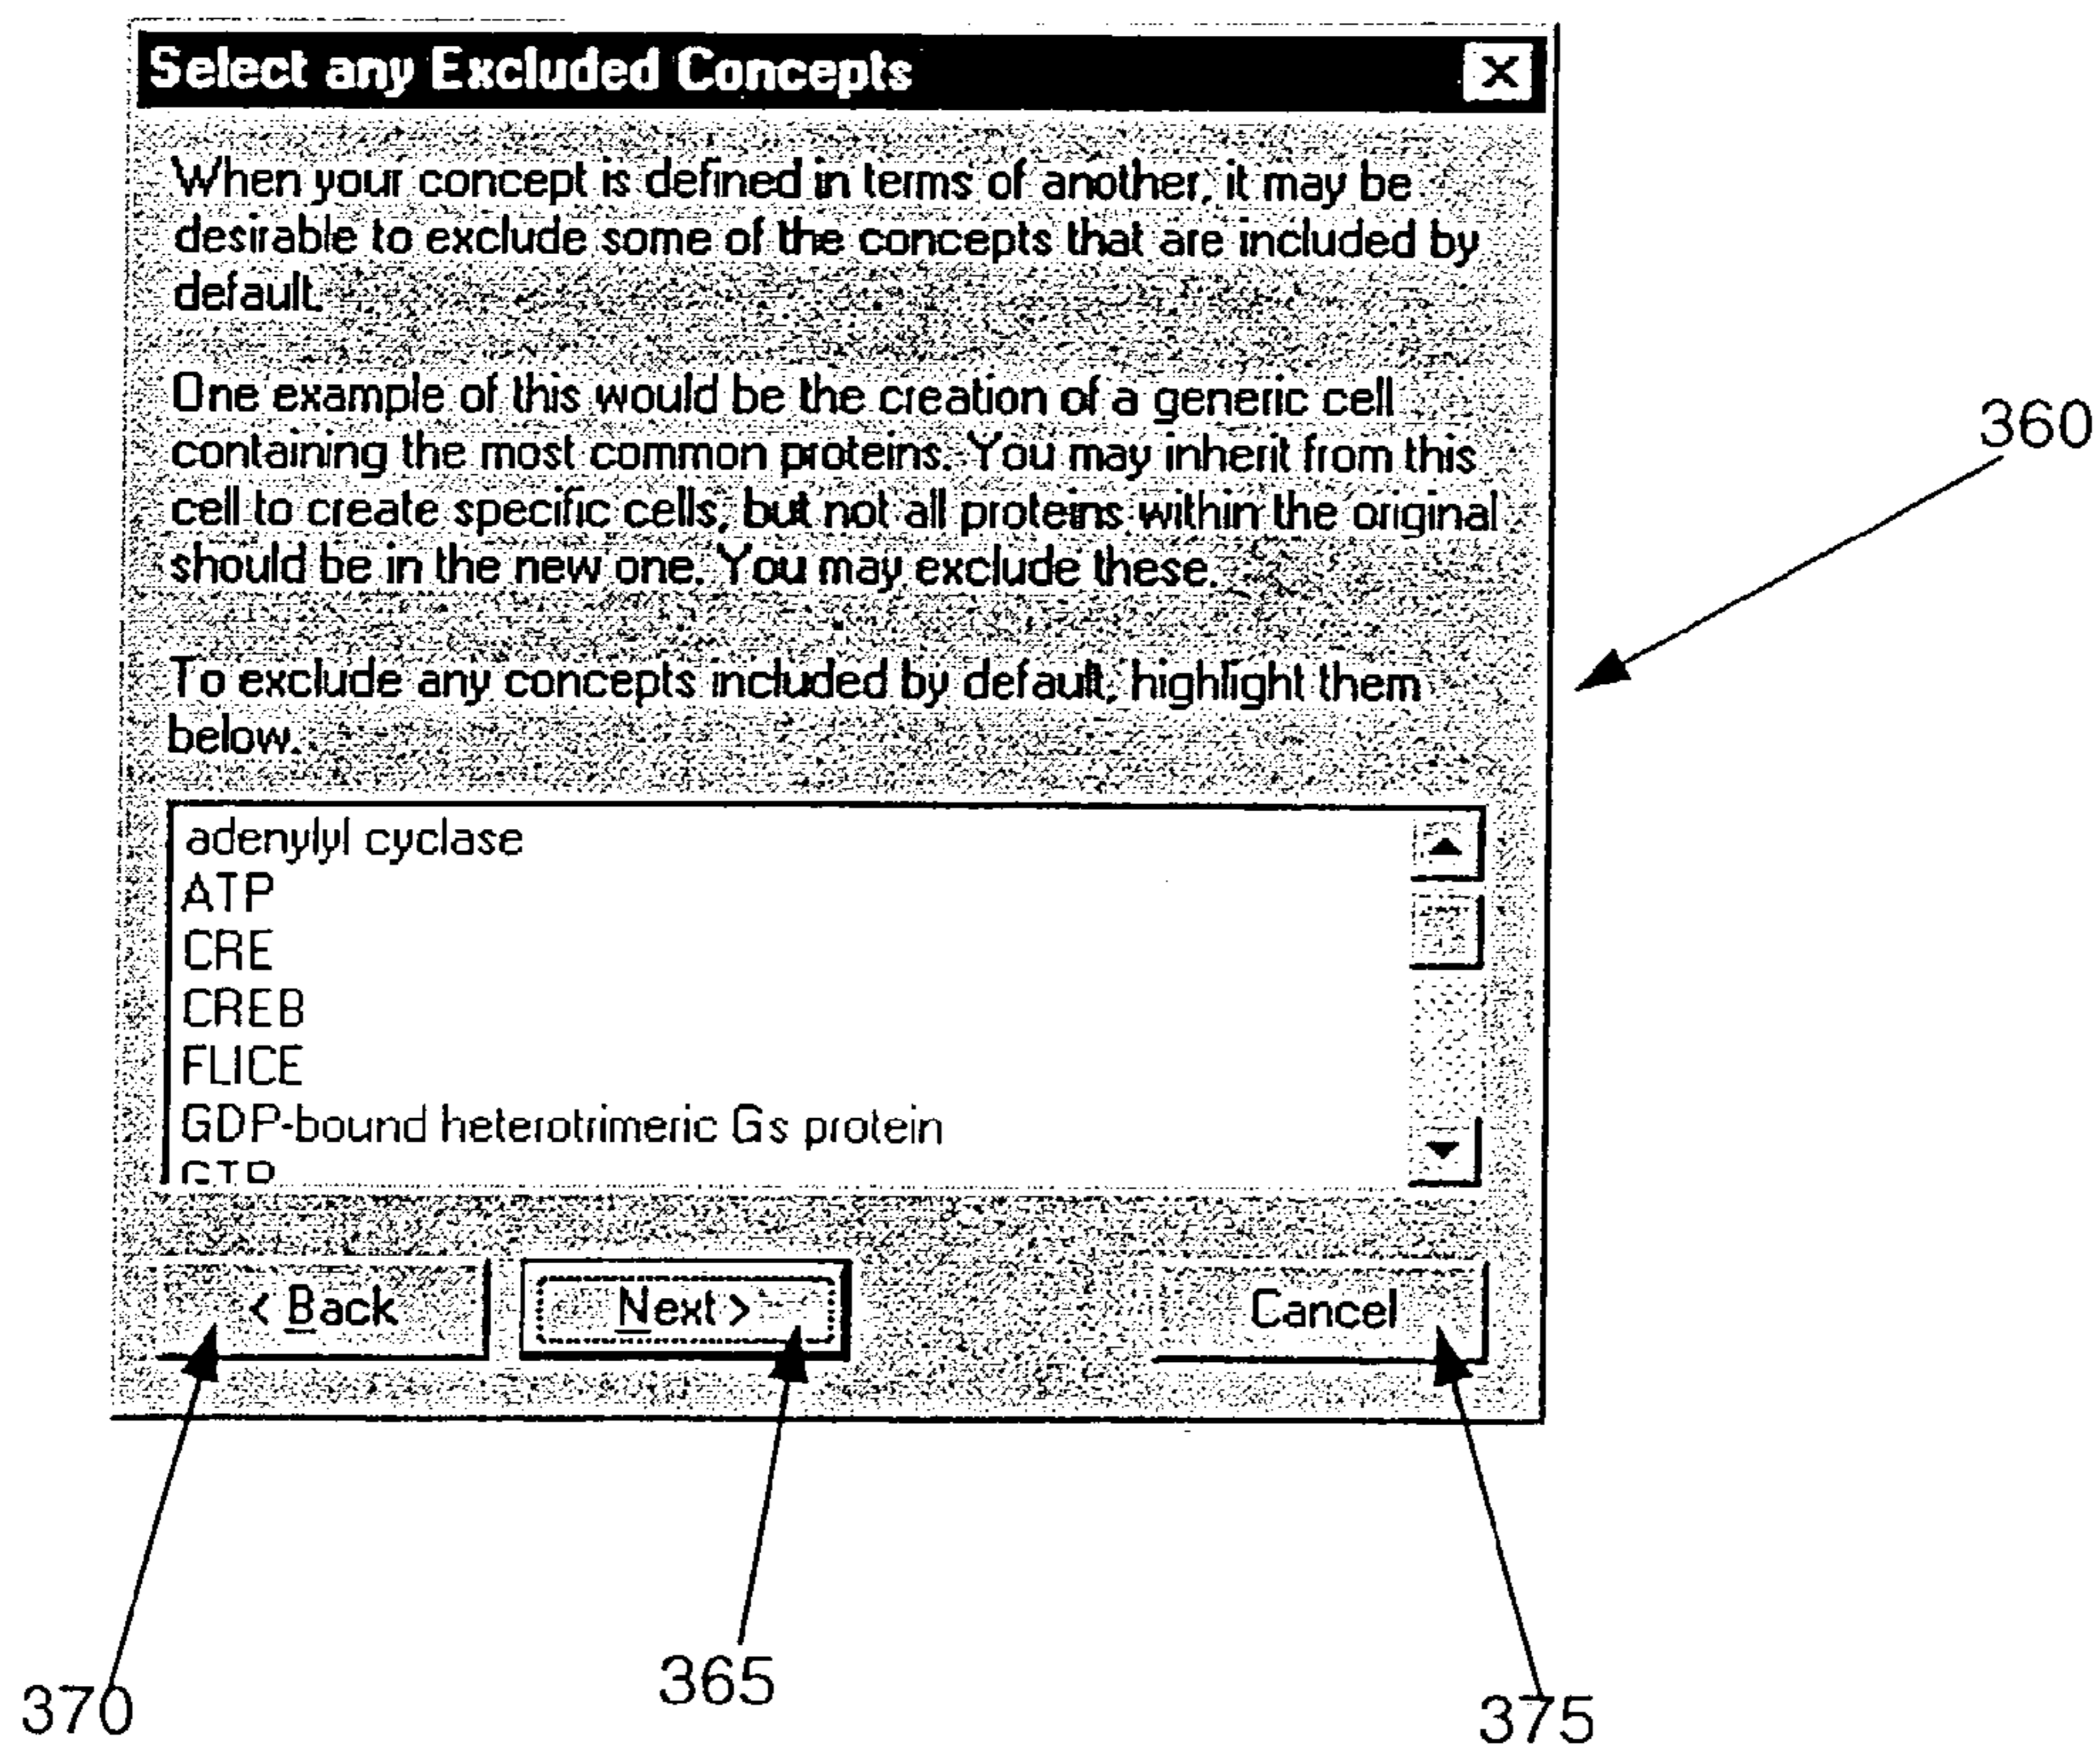 Select any Excluded Concepts
When your concept is defined in terms of another, it may be
desirable to exclude some of the concepts that are included by
default.
One example of this would be the creation of a generic cell
containing the most common proteins. You may inherit from this
cell to create specific cells, but not all proteins within the original
should be in the new one. You may exclude these.
To exclude any concepts included by default, highlight them
below.
adenylyl cyclase
ATP
CRE
CREB
FLICE
GDP-bound heterotrimeric Gs protein
< Back Next > Cancel
360
370 365 375